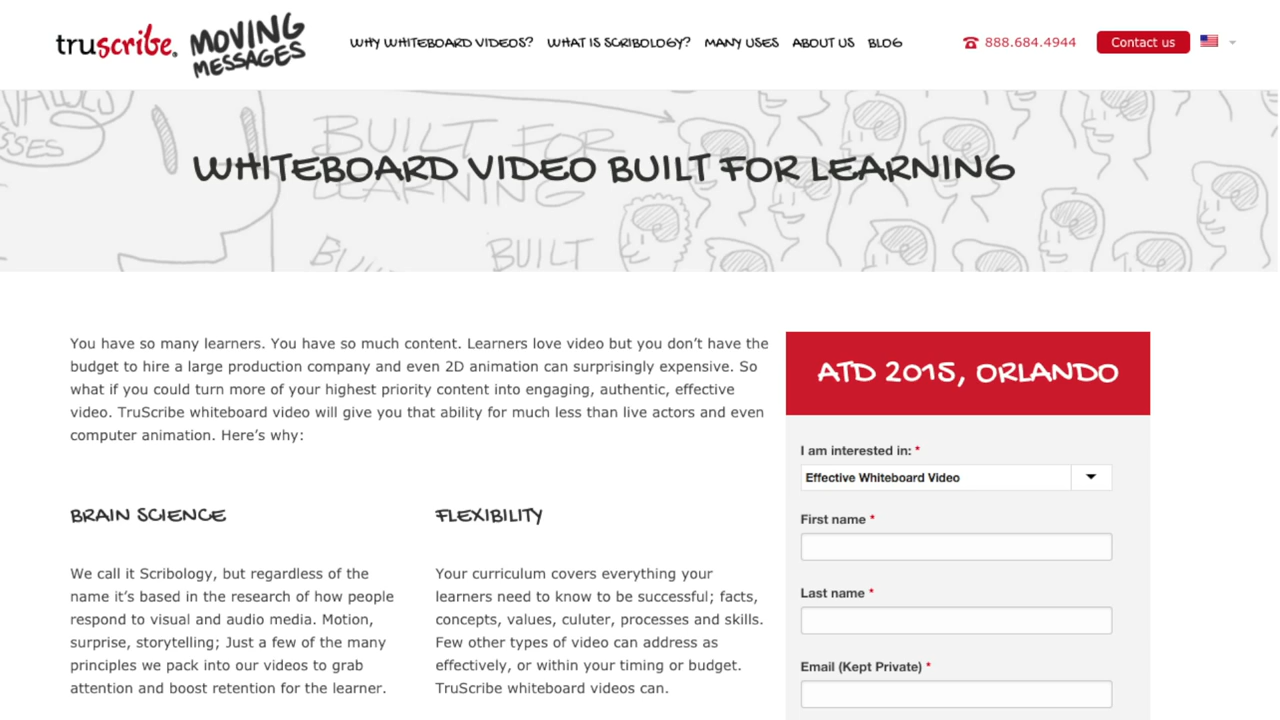 truscribe® MOVING MESSAGES
WHY WHITEBOARD VIDEOS? WHAT IS SCRIBOLOGY? MANY USES ABOUT US BLOG
888.684.4944
Contact us
BUILT FOR
LEARNING
BUILT
WHITEBOARD VIDEO BUILT FOR LEARNING
You have so many learners. You have so much content. Learners love video but you don’t have the
budget to hire a large production company and even 2D animation can surprisingly expensive. So
what if you could turn more of your highest priority content into engaging, authentic, effective
video. TruScribe whiteboard video will give you that ability for much less than live actors and even
computer animation. Here’s why:
BRAIN SCIENCE
We call it Scribology, but regardless of the
name it’s based in the research of how people
respond to visual and audio media. Motion,
surprise, storytelling; Just a few of the many
principles we pack into our videos to grab
attention and boost retention for the learner.
FLEXIBILITY
Your curriculum covers everything your
learners need to know to be successful; facts,
concepts, values, culuter, processes and skills.
Few other types of video can address as
effectively, or within your timing or budget.
TruScribe whiteboard videos can.
ATD 2015, ORLANDO
I am interested in: *
Effective Whiteboard Video
First name *
Last name *
Email (Kept Private) *